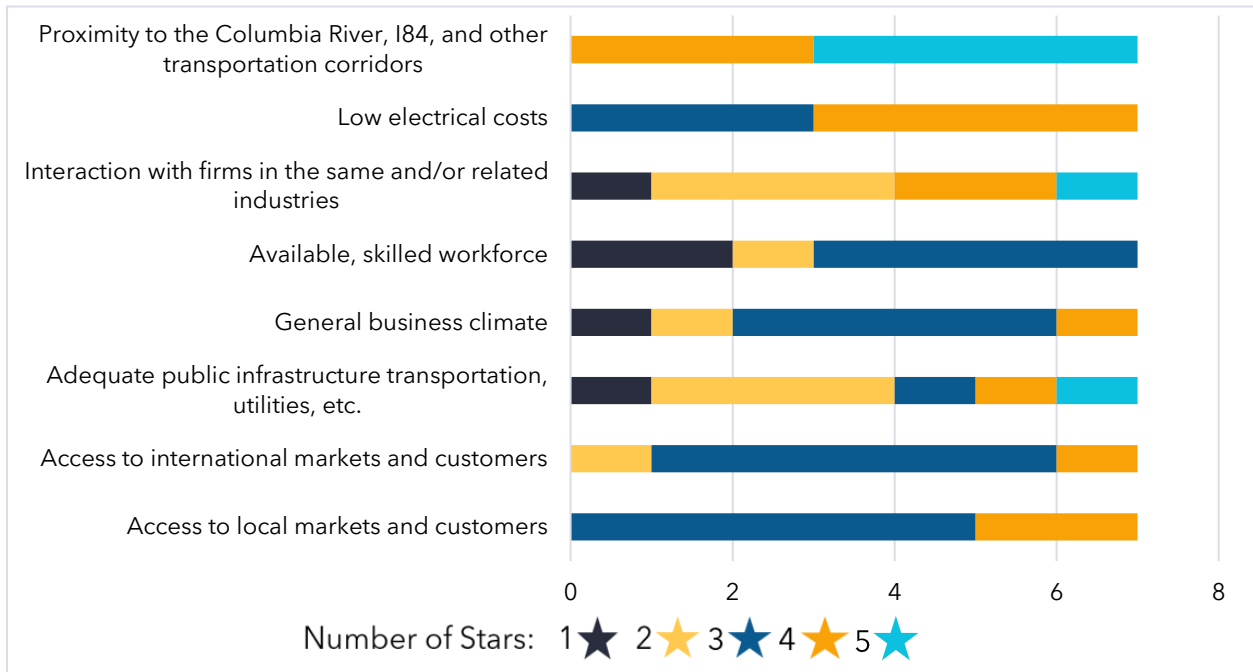 Proximity to the Columbia River, I84, and other
transportation corridors
Low electrical costs
Interaction with firms in the same and/or related
industries
Available, skilled workforce
General business climate
Adequate public infrastructure transportation,
utilities, etc.
Access to international markets and customers
Access to local markets and customers
0 2 4 6 8
Number of Stars: 1 2 3 4 5